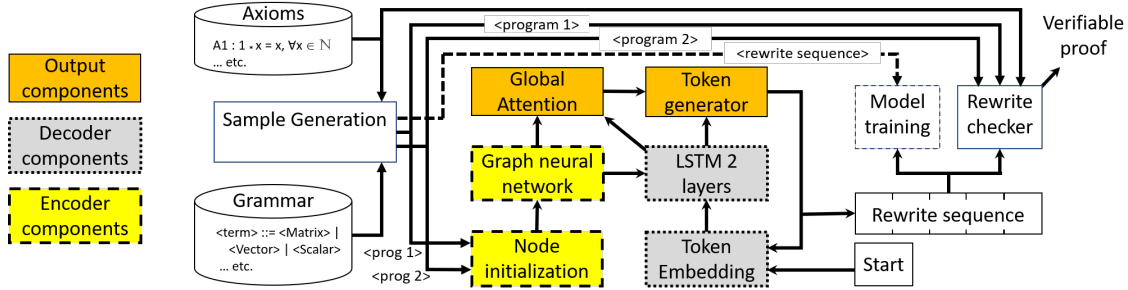 Output
components
Decoder
components
Encoder
components
Axioms
A1 : 1 * x = x, ∀x ∈ ℕ
... etc.
Sample Generation
Grammar
<term> ::= <Matrix> |
<Vector> | <Scalar>
... etc.
<program 1>
<program 2>
<rewrite sequence>
<prog 1>
<prog 2>
Global
Attention
Token
generator
Graph neural
network
LSTM 2
layers
Node
initialization
Token
Embedding
Verifiable
proof
Model
training
Rewrite
checker
Rewrite sequence
Start